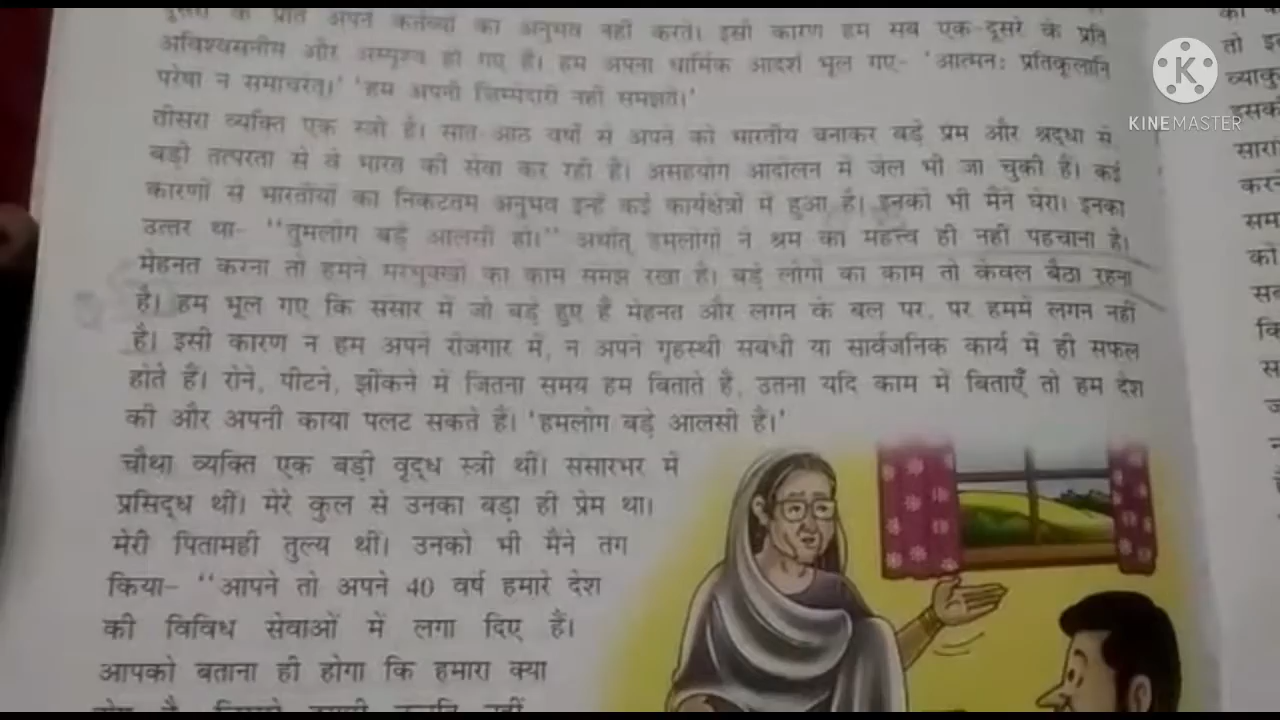 दूसरी के प्रति अपने कर्तव्यों का अनुभव नहीं करते। इसी कारण हम सब एक-दूसरे के प्रति
अविश्वसनीय और अस्पृश्य हो गए हैं। हम अपना धार्मिक आदर्श भूल गए- 'आत्मनः प्रतिकूलानि
परेषां न समाचरेत्।' 'हम अपनी जिम्मेदारी नहीं समझते।'
तीसरा व्यक्ति एक स्त्री है। सात-आठ वर्षों से अपने को भारतीय बनाकर बड़े प्रेम और श्रद्धा से
बड़ी तत्परता से वे भारत की सेवा कर रही हैं। असहयोग आंदोलन में जेल भी जा चुकी हैं। कई
कारणों से भारतीयों का निकटतम अनुभव इन्हें कई कार्यक्षेत्रों में हुआ है। इनको भी मैंने घेरा। इनका
उत्तर था- "तुमलोग बड़े आलसी हो।" अर्थात् हमलोगों ने श्रम का महत्त्व ही नहीं पहचाना है।
मेहनत करना तो हमने मरभुक्खों का काम समझ रखा है। बड़े लोगों का काम तो केवल बैठा रहना
है। हम भूल गए कि संसार में जो बड़े हुए हैं मेहनत और लगन के बल पर, पर हममें लगन नहीं
है। इसी कारण न हम अपने रोजगार में, न अपने गृहस्थी संबंधी या सार्वजनिक कार्य में ही सफल
होते हैं। रोने, पीटने, झींकने में जितना समय हम बिताते हैं, उतना यदि काम में बिताएँ तो हम देश
की और अपनी काया पलट सकते हैं। 'हमलोग बड़े आलसी हैं।'
चौथा व्यक्ति एक बड़ी वृद्ध स्त्री थीं। संसारभर में
प्रसिद्ध थीं। मेरे कुल से उनका बड़ा ही प्रेम था।
मेरी पितामही तुल्य थीं। उनको भी मैंने तंग
किया- "आपने तो अपने 40 वर्ष हमारे देश
की विविध सेवाओं में लगा दिए हैं।
आपको बताना ही होगा कि हमारा क्या
KINEMASTER
तो
व्याकु
इसक
सारां
करने
सम
को